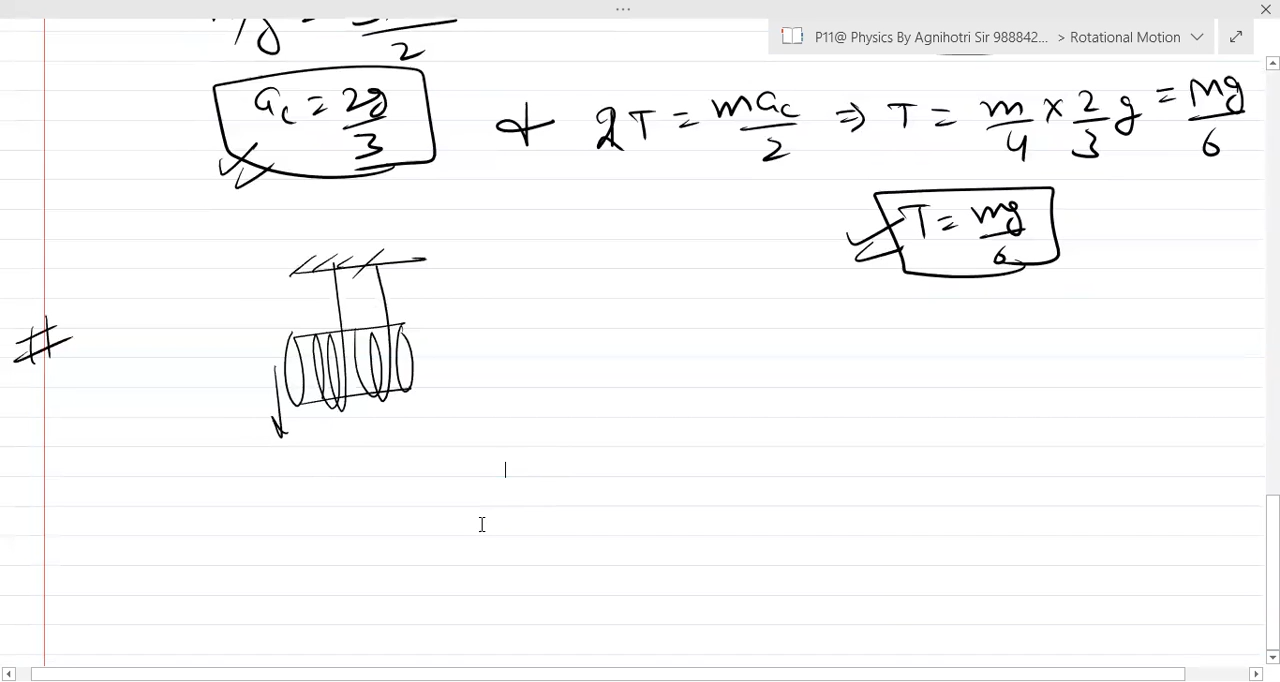 P11@ Physics By Agnihotri Sir 988842... > Rotational Motion
2
a_c = 2g/3 & 2T = ma_c/2 ⇒ T = m/4 × 2/3 g = Mg/6
T = mg/6
#